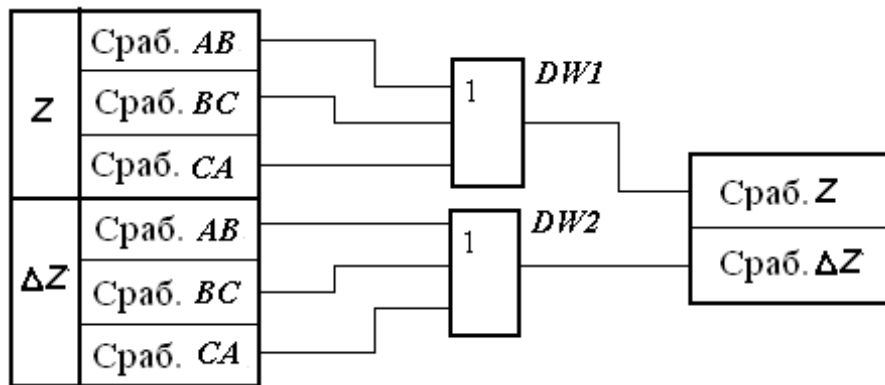 Z
Сраб. AB
Сраб. BC
Сраб. CA
ΔZ
Сраб. AB
Сраб. BC
Сраб. CA
1
DW1
1
DW2
Сраб. Z
Сраб. ΔZ